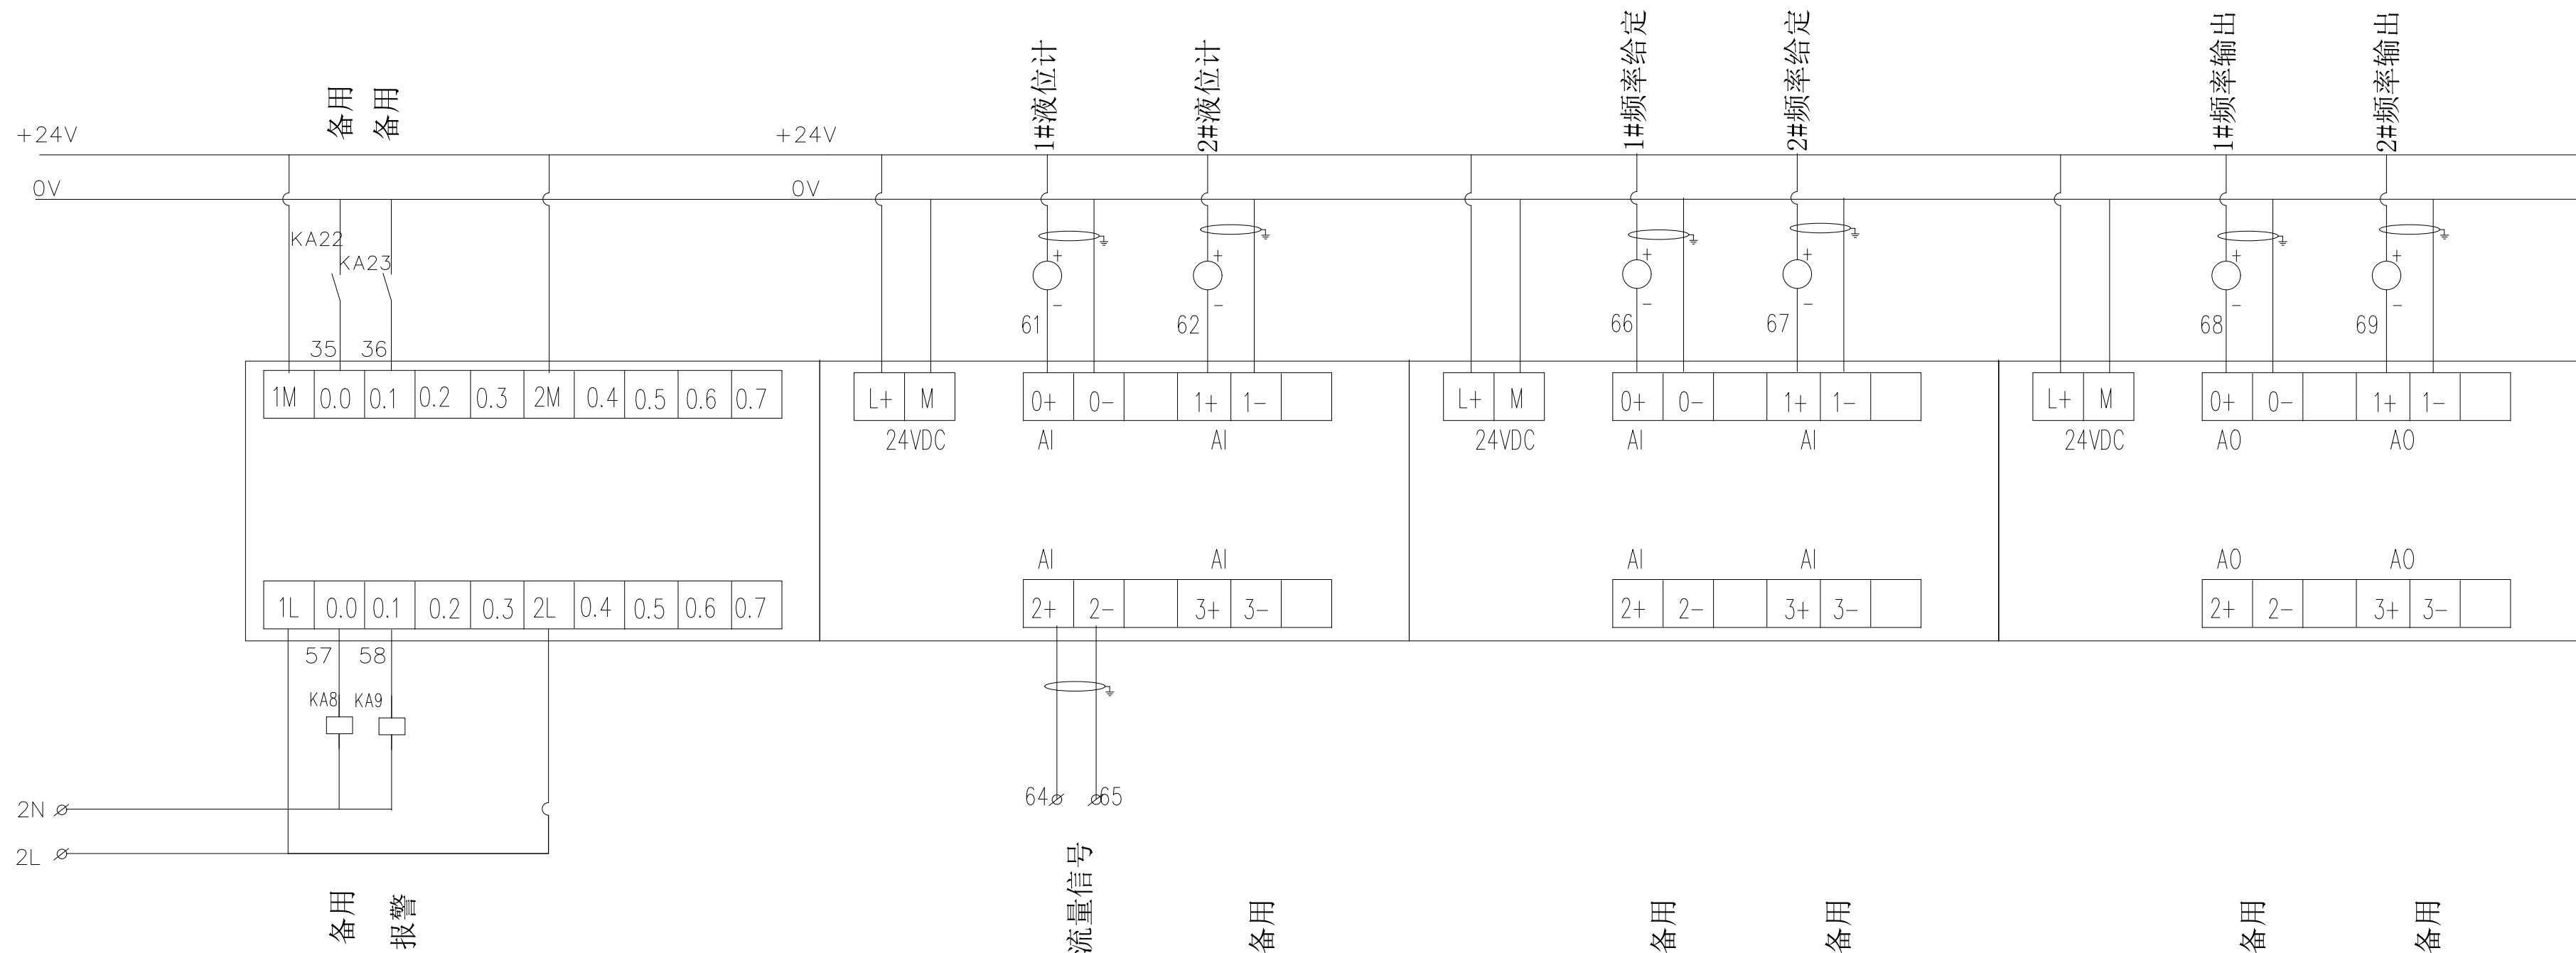 1#液位计
2#液位计
1#频率给定
2#频率给定
1#频率输出
2#频率输出
备用
备用
+24V
+24V
0V
0V
KA22
KA23
+
+
+
+
+
+
-
-
-
-
-
-
61
62
66
67
68
69
35
36
1M 0.0 0.1 0.2 0.3 2M 0.4 0.5 0.6 0.7
L+ M
0+ 0-
1+ 1-
L+ M
0+ 0-
1+ 1-
L+ M
0+ 0-
1+ 1-
24VDC
AI
AI
24VDC
AI
AI
24VDC
AO
AO
AI
AI
AI
AI
AO
AO
1L 0.0 0.1 0.2 0.3 2L 0.4 0.5 0.6 0.7
2+ 2-
3+ 3-
2+ 2-
3+ 3-
2+ 2-
3+ 3-
57
58
KA8
KA9
64
65
2N
2L
备用
报警
流量信号
备用
备用
备用
备用
备用